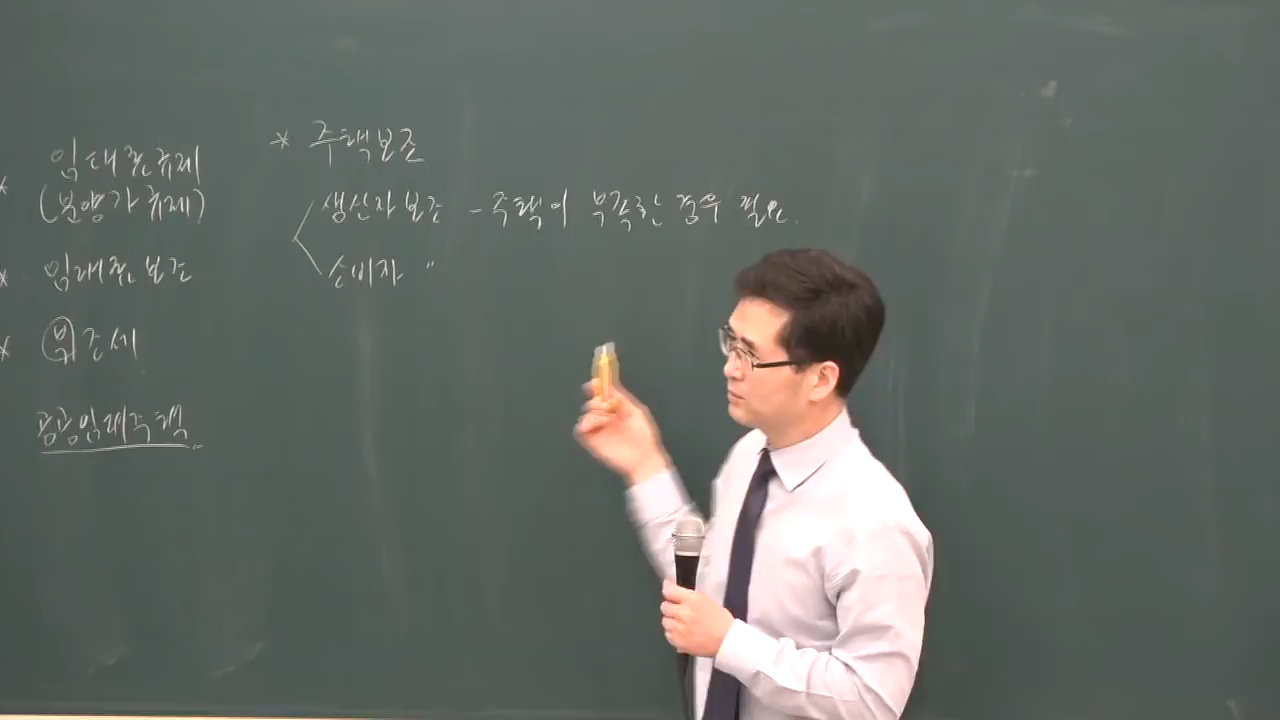 * 임대료규제
(분양가 규제)
* 임대료보조
* 부조세
공공임대주택
* 주택보조
생산자 보조 - 주택이 부족한 경우 필요.
소비자 〃